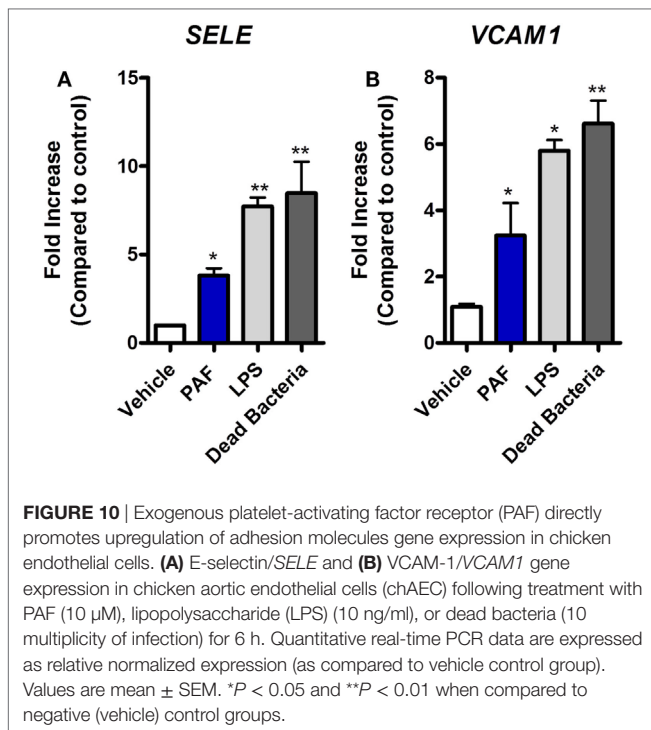 SELE
VCAM1
A
15
10
5
0
Fold Increase
(Compared to control)
*
**
**
Vehicle
PAF
LPS
Dead Bacteria
B
8
6
4
2
0
Fold Increase
(Compared to control)
*
*
**
Vehicle
PAF
LPS
Dead Bacteria
FIGURE 10 | Exogenous platelet-activating factor receptor (PAF) directly
promotes upregulation of adhesion molecules gene expression in chicken
endothelial cells. (A) E-selectin/SELE and (B) VCAM-1/VCAM1 gene
expression in chicken aortic endothelial cells (chAEC) following treatment with
PAF (10 µM), lipopolysaccharide (LPS) (10 ng/ml), or dead bacteria (10
multiplicity of infection) for 6 h. Quantitative real-time PCR data are expressed
as relative normalized expression (as compared to vehicle control group).
Values are mean ± SEM. *P < 0.05 and **P < 0.01 when compared to
negative (vehicle) control groups.